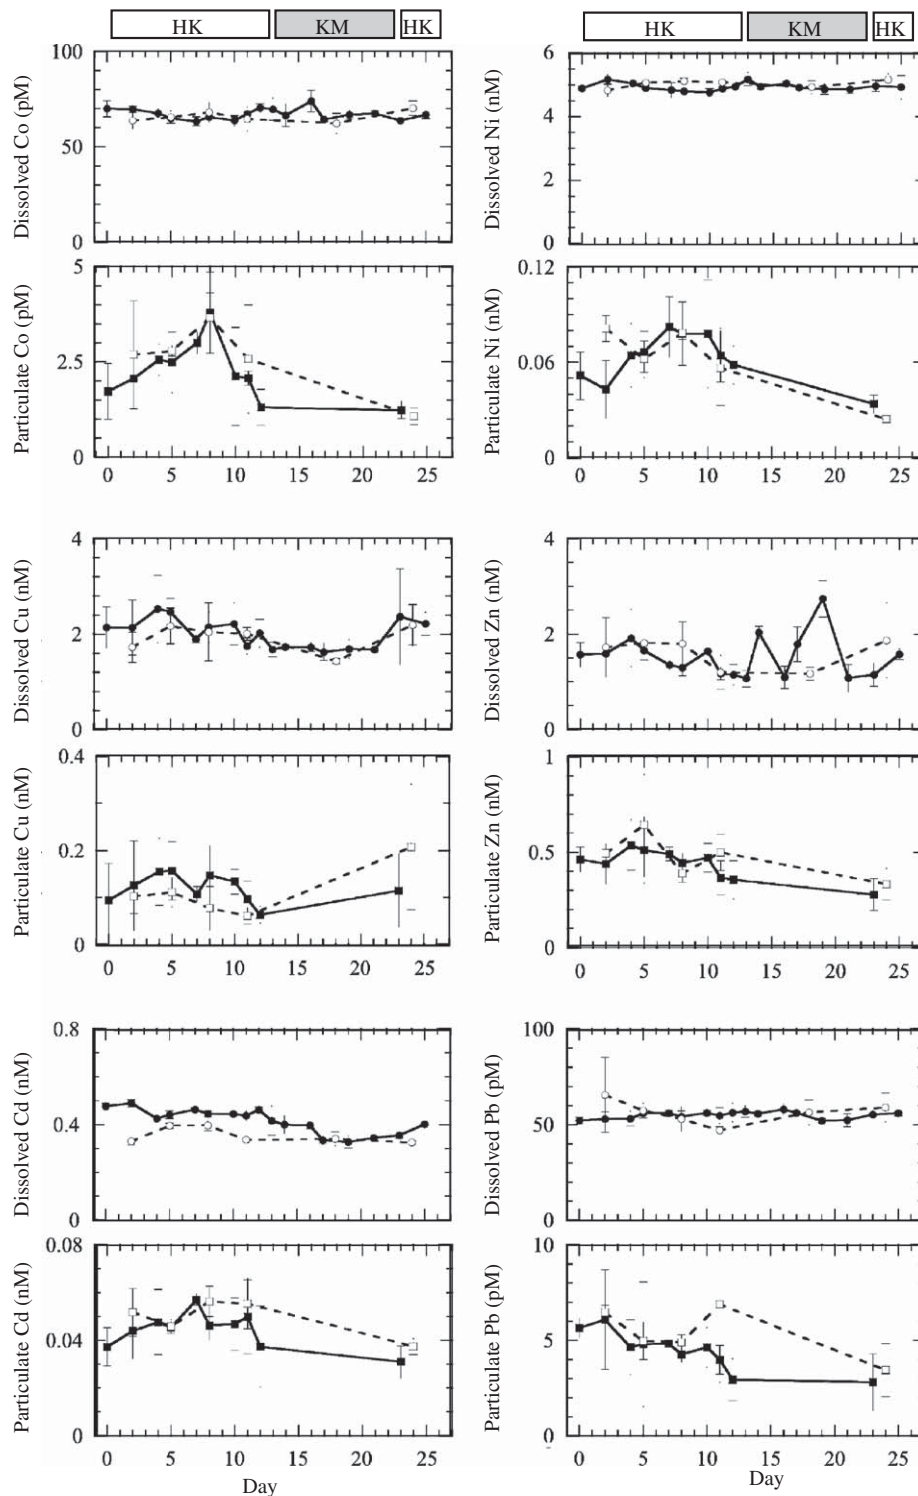 HK KM HK HK KM HK
Dissolved Co (pM)
100
50
0
Dissolved Ni (nM)
6
4
2
0
Particulate Co (pM)
5
2.5
0
0 5 10 15 20 25
Particulate Ni (nM)
0.12
0.06
0
0 5 10 15 20 25
Dissolved Cu (nM)
4
2
0
Dissolved Zn (nM)
4
2
0
Particulate Cu (nM)
0.4
0.2
0
0 5 10 15 20 25
Particulate Zn (nM)
1
0.5
0
0 5 10 15 20 25
Dissolved Cd (nM)
0.8
0.4
0
Dissolved Pb (pM)
100
50
0
Particulate Cd (nM)
0.08
0.04
0
0 5 10 15 20 25
Day
Particulate Pb (pM)
10
5
0
0 5 10 15 20 25
Day